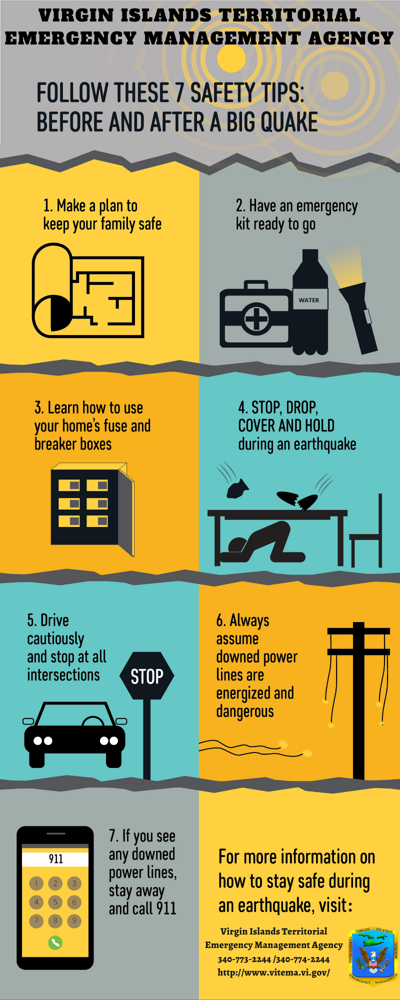 VIRGIN ISLANDS TERRITORIAL
EMERGENCY MANAGEMENT AGENCY
FOLLOW THESE 7 SAFETY TIPS:
BEFORE AND AFTER A BIG QUAKE
1. Make a plan to
keep your family safe
2. Have an emergency
kit ready to go
WATER
3. Learn how to use
your home's fuse and
breaker boxes
4. STOP, DROP,
COVER AND HOLD
during an earthquake
5. Drive
cautiously
and stop at all
intersections
STOP
6. Always
assume
downed power
lines are
energized and
dangerous
911
1 2 3
4 5 6
7 8 9
7. If you see
any downed
power lines,
stay away
and call 911
For more information on
how to stay safe during
an earthquake, visit:
Virgin Islands Territorial
Emergency Management Agency
340-773-2244 /340-774-2244
http://www.vitema.vi.gov/
VIRGIN ISLANDS
TERRITORIAL
EMERGENCY MANAGEMENT
AGENCY